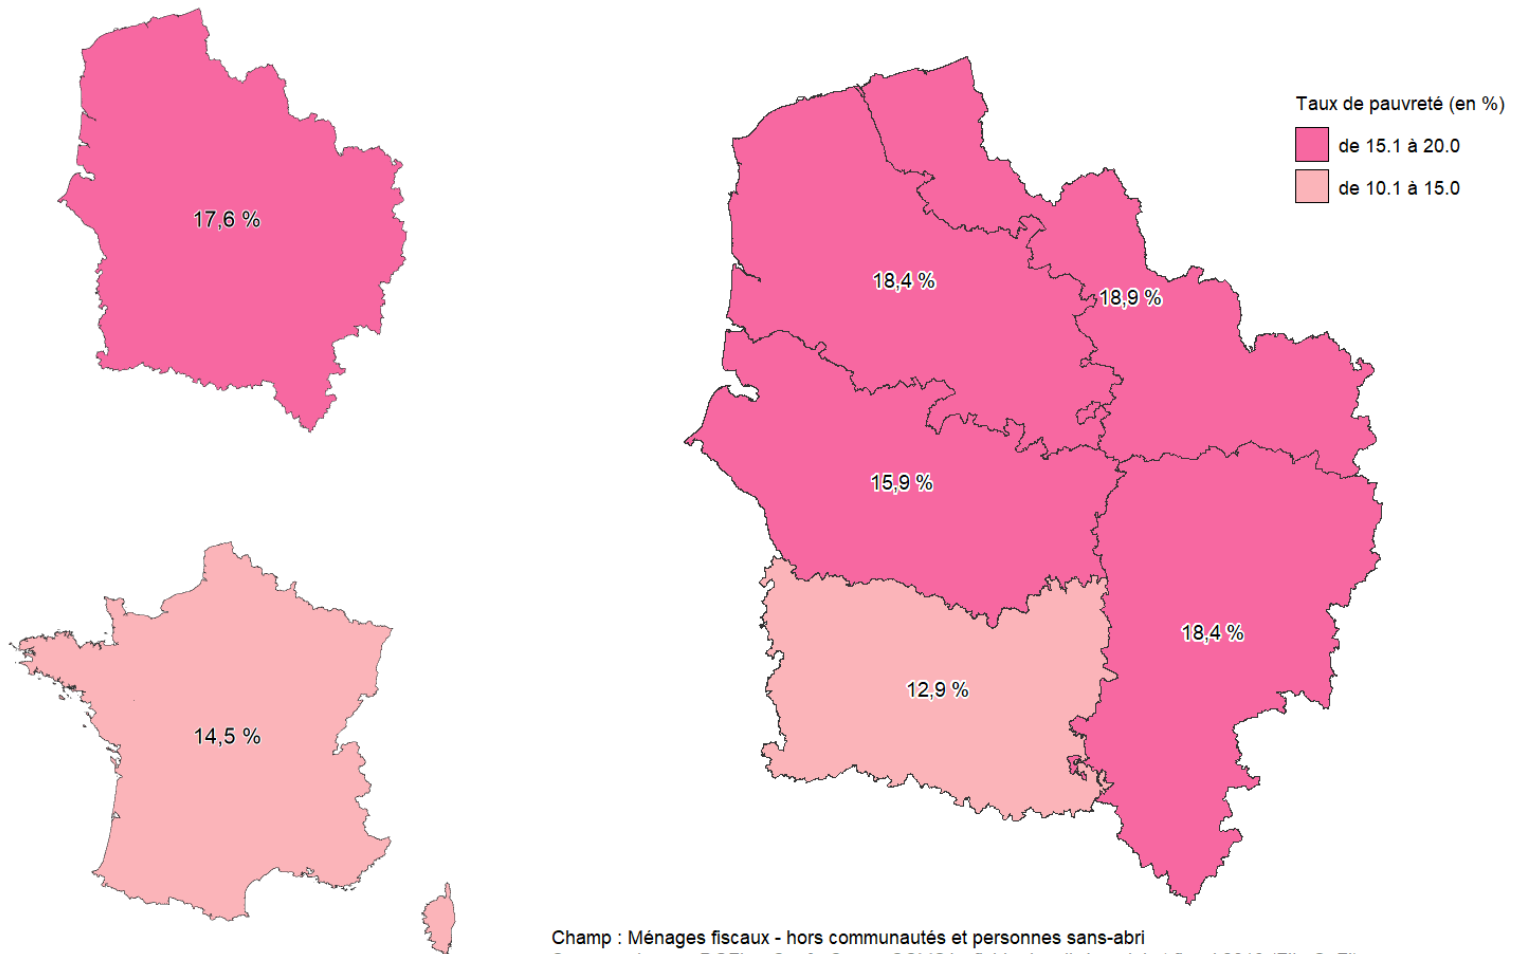 17,6 %
14,5 %
18,4 %
18,9 %
15,9 %
18,4 %
12,9 %
Taux de pauvreté (en %)
de 15.1 à 20.0
de 10.1 à 15.0
Champ : Ménages fiscaux - hors communautés et personnes sans-abri